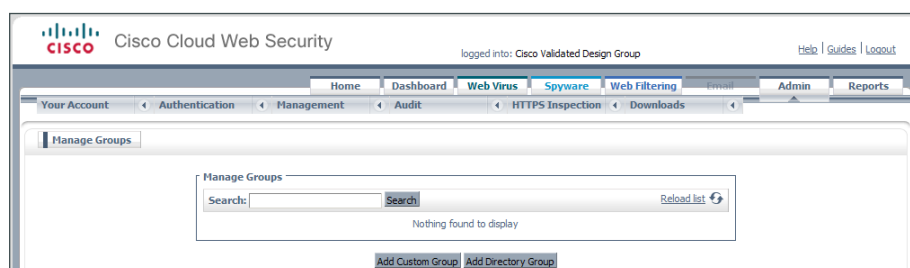 CISCO Cisco Cloud Web Security
logged into: Cisco Validated Design Group
Help | Guides | Logout
Home Dashboard Web Virus Spyware Web Filtering Email Admin Reports
Your Account Authentication Management Audit HTTPS Inspection Downloads
Manage Groups
Manage Groups
Search: Search Reload list
Nothing found to display
Add Custom Group Add Directory Group